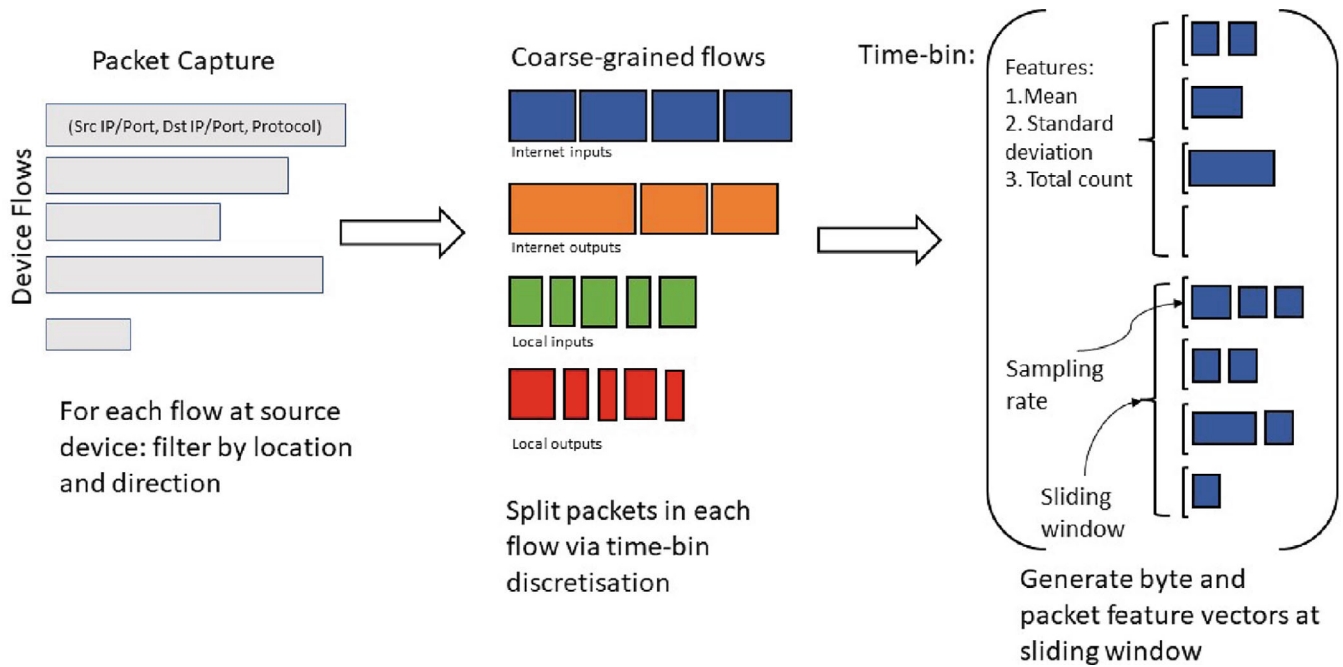 Packet Capture
Device Flows
(Src IP/Port, Dst IP/Port, Protocol)
For each flow at source
device: filter by location
and direction
Coarse-grained flows
Internet inputs
Internet outputs
Local inputs
Local outputs
Split packets in each
flow via time-bin
discretisation
Time-bin:
Features:
1.Mean
2. Standard
deviation
3. Total count
Sampling
rate
Sliding
window
Generate byte and
packet feature vectors at
sliding window